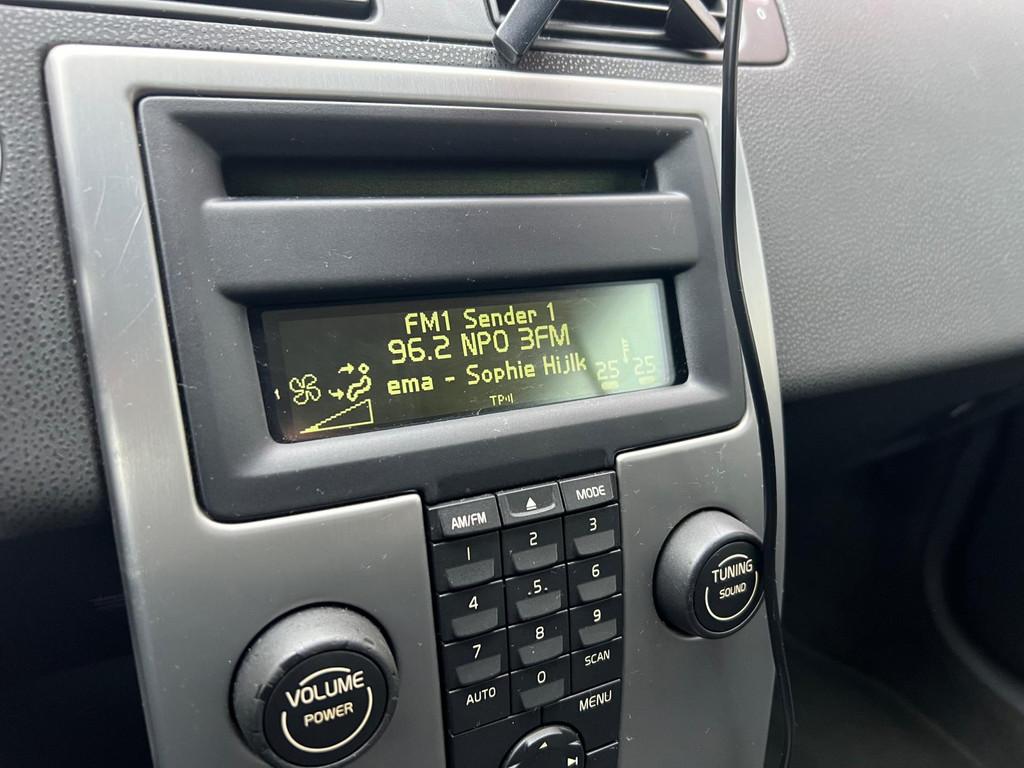 FM1 Sender 1
96.2 NPO 3FM
ema - Sophie Hijlk
25 25
TP
AM/FM
MODE
1 2 3
4 .5. 6
7 8 9
AUTO 0 SCAN
MENU
VOLUME
POWER
TUNING
SOUND
0